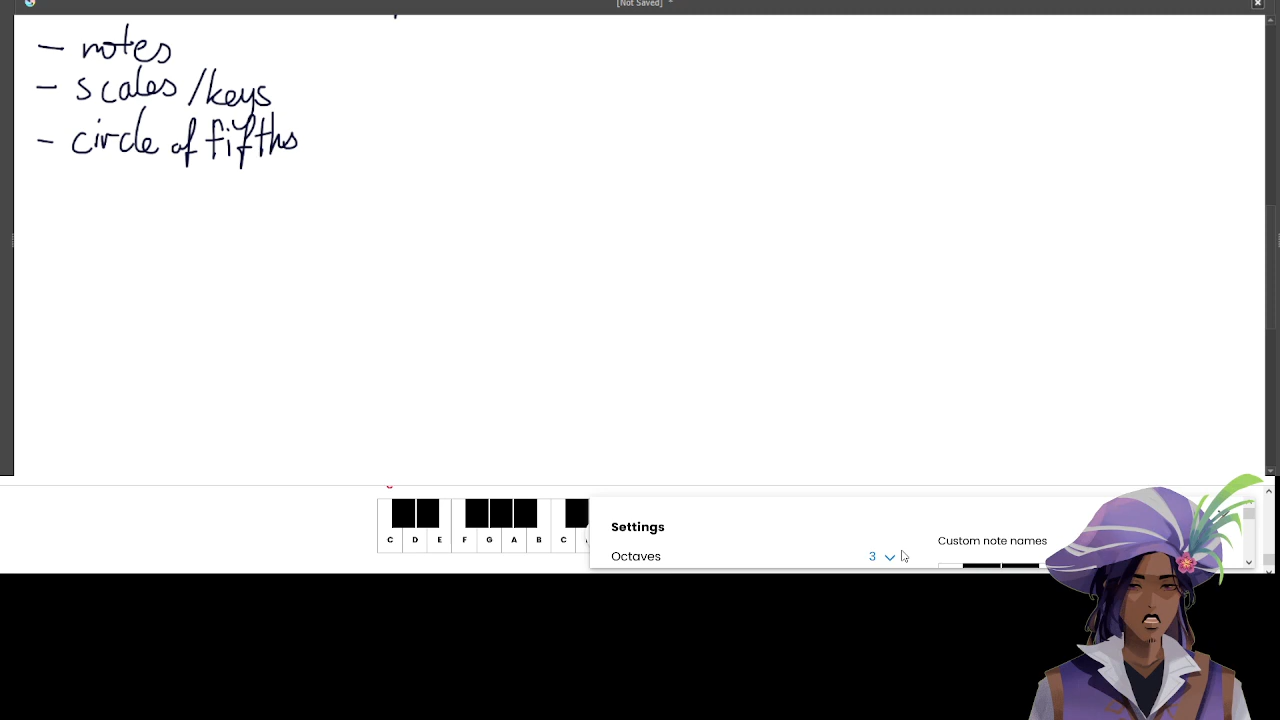 [Not Saved] *
- notes
- scales/keys
- circle of fifths
Settings
C D E F G A B C
Octaves 3
Custom note names